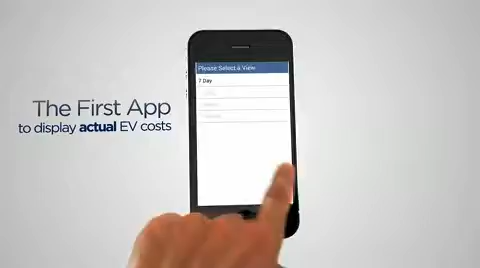 The First App
to display actual EV costs
Please Select a View
7 Day